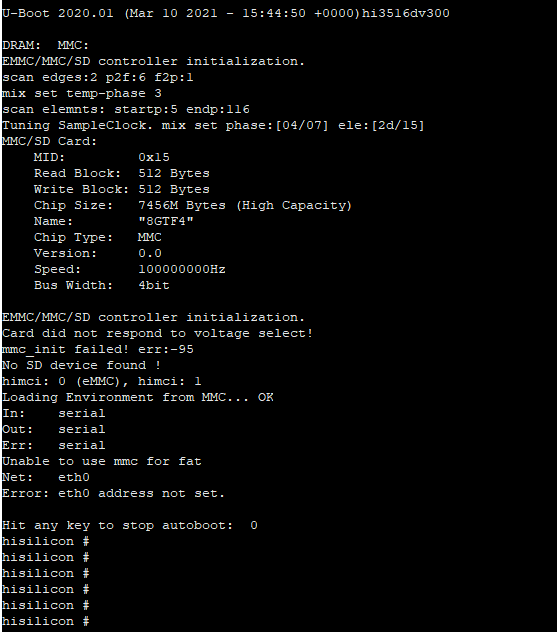 U-Boot 2020.01 (Mar 10 2021 - 15:44:50 +0000)hi3516dv300
DRAM:  MMC:
EMMC/MMC/SD controller initialization.
scan edges:2 p2f:6 f2p:1
mix set temp-phase 3
scan elemnts: startp:5 endp:116
Tuning SampleClock. mix set phase:[04/07] ele:[2d/15]
MMC/SD Card:
    MID:         0x15
    Read Block:  512 Bytes
    Write Block: 512 Bytes
    Chip Size:   7456M Bytes (High Capacity)
    Name:        "8GTF4"
    Chip Type:   MMC
    Version:     0.0
    Speed:       100000000Hz
    Bus Width:   4bit
EMMC/MMC/SD controller initialization.
Card did not respond to voltage select!
mmc_init failed! err:-95
No SD device found !
himci: 0 (eMMC), himci: 1
Loading Environment from MMC... OK
In:    serial
Out:   serial
Err:   serial
Unable to use mmc for fat
Net:   eth0
Error: eth0 address not set.
Hit any key to stop autoboot:  0
hisilicon #
hisilicon #
hisilicon #
hisilicon #
hisilicon #
hisilicon #